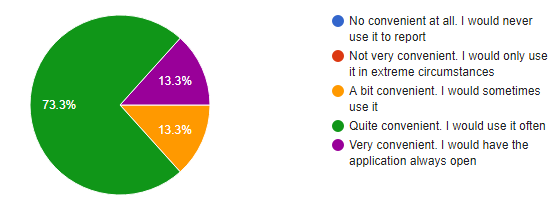 No convenient at all. I would never
use it to report
Not very convenient. I would only use
it in extreme circumstances
A bit convenient. I would sometimes
use it
Quite convenient. I would use it often
Very convenient. I would have the
application always open
13.3%
73.3%
13.3%